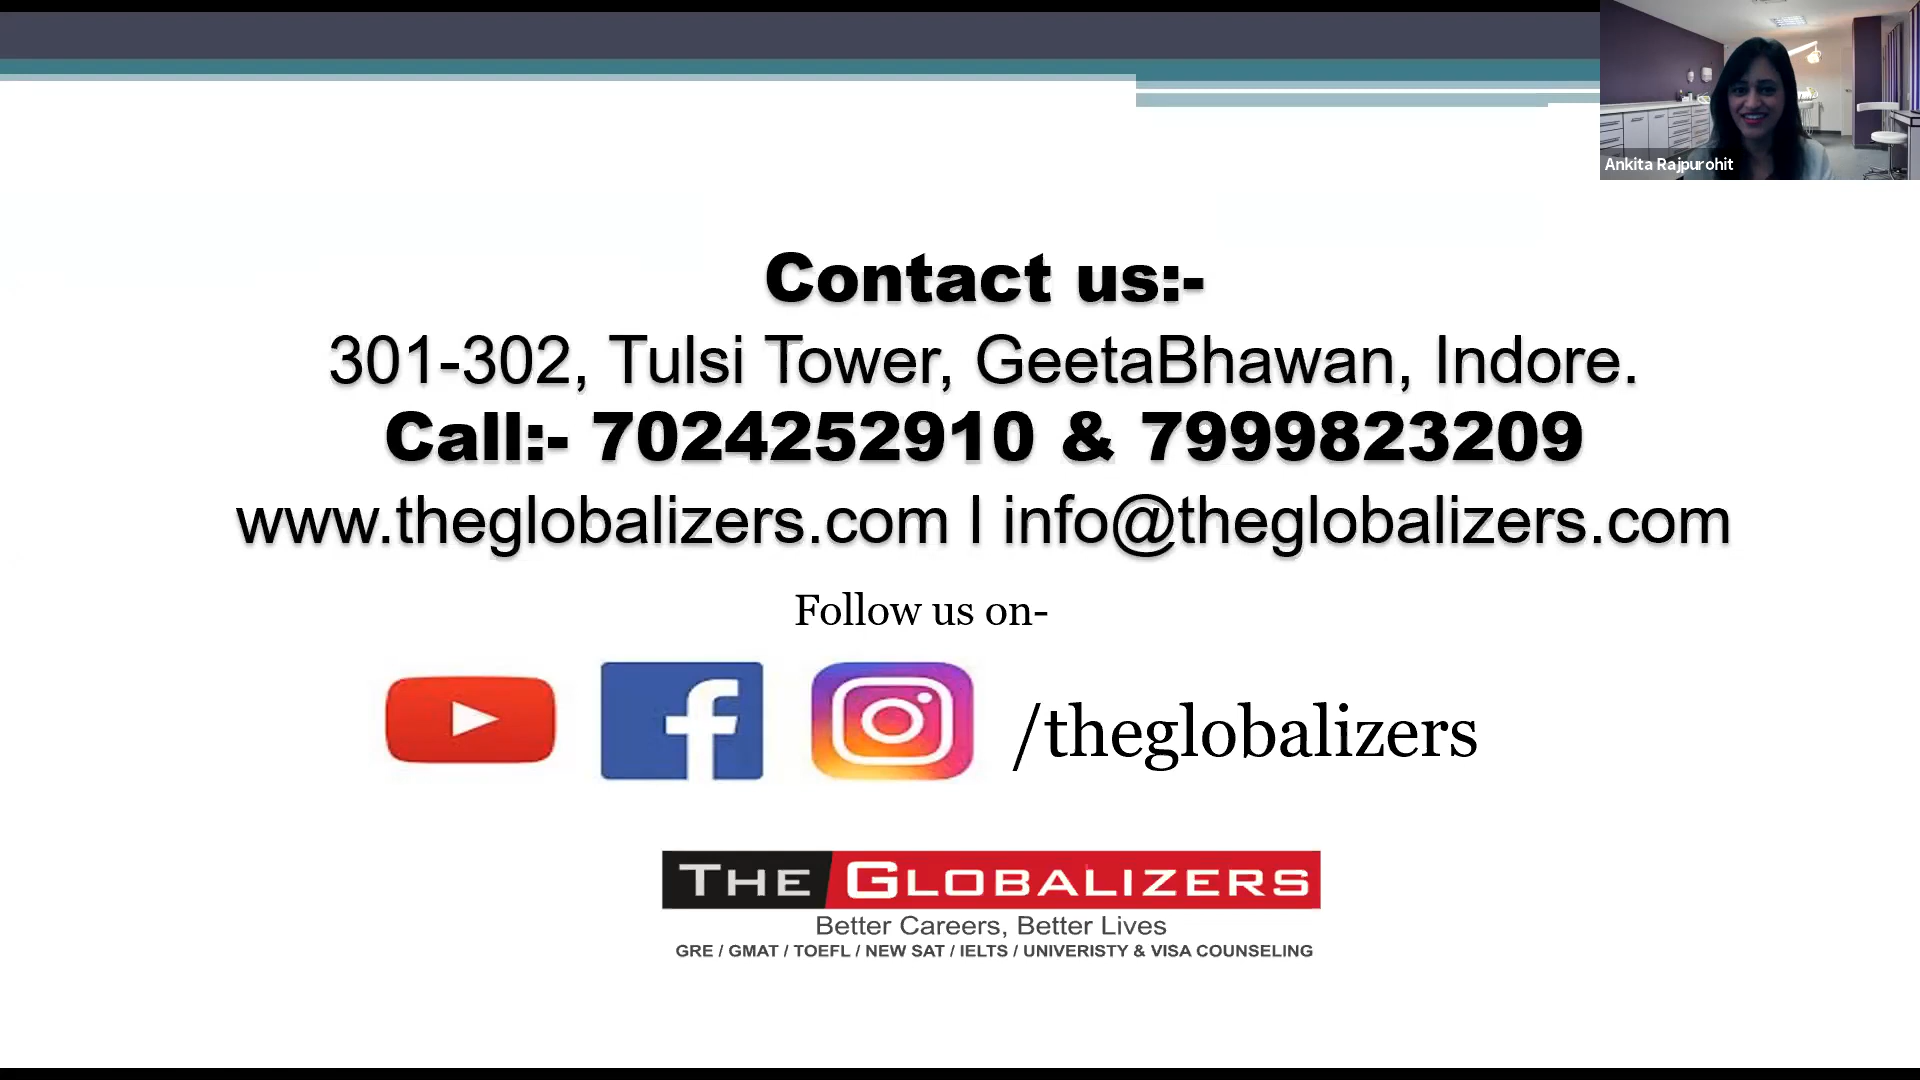 Ankita Rajpurohit
Contact us:-
301-302, Tulsi Tower, GeetaBhawan, Indore.
Call:- 7024252910 & 7999823209
www.theglobalizers.com l info@theglobalizers.com
Follow us on-
/theglobalizers
THE GLOBALIZERS
Better Careers, Better Lives
GRE / GMAT / TOEFL / NEW SAT / IELTS / UNIVERISTY & VISA COUNSELING